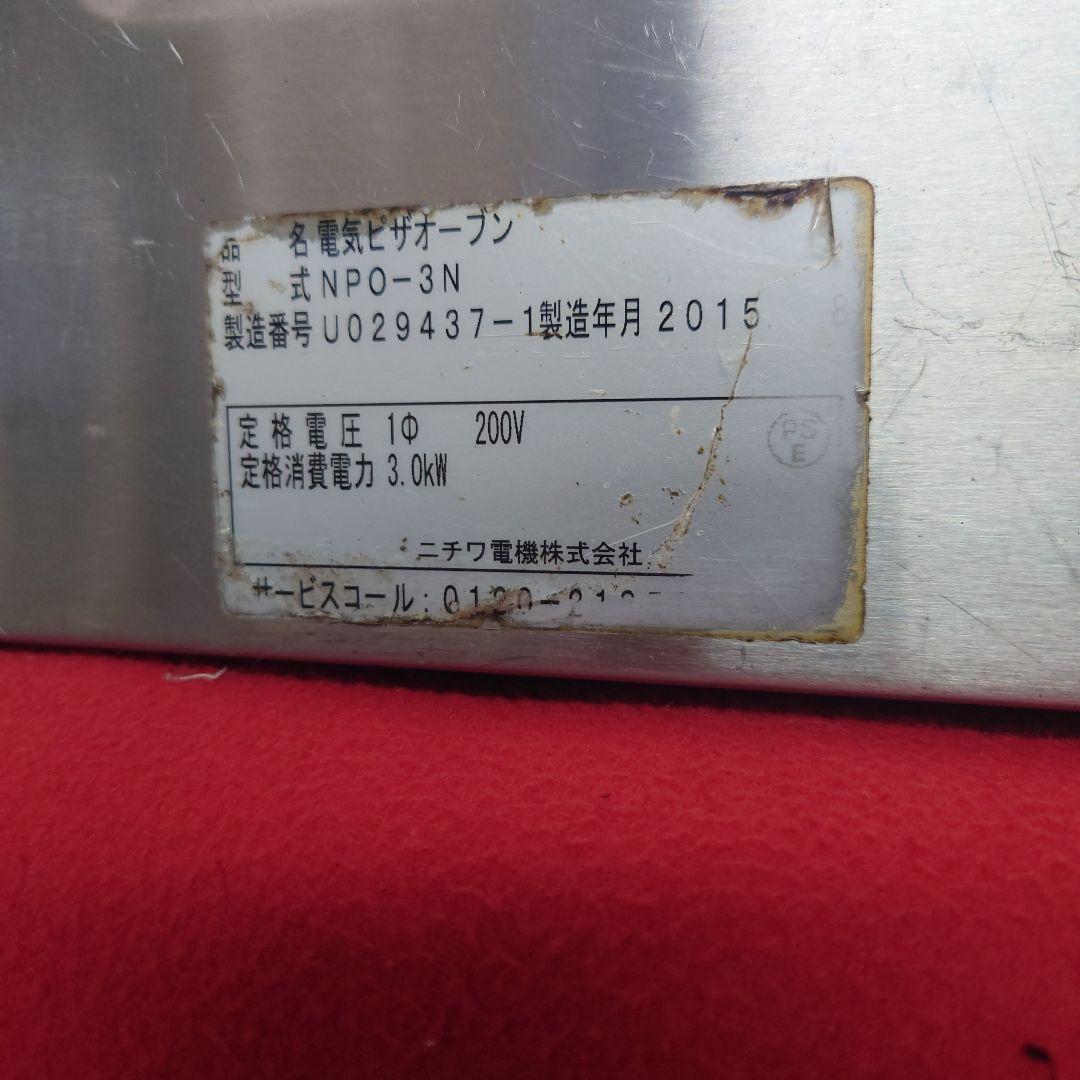 品 名 電気ピザオーブン
型 式 NPO-3N
製造番号 U029437-1 製造年月 2015
定格電圧 1Φ 200V
定格消費電力 3.0kW
PS
E
ニチワ電機株式会社
サービスコール:0120-